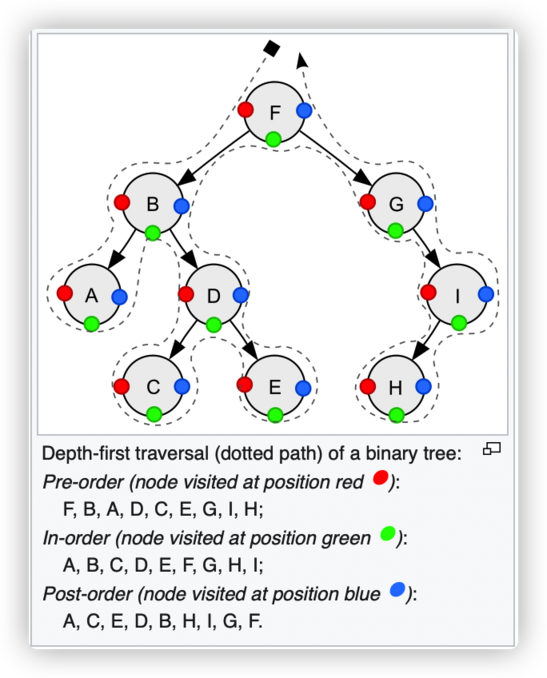 F
B
G
A
D
I
C
E
H
Depth-first traversal (dotted path) of a binary tree:
Pre-order (node visited at position red ):
F, B, A, D, C, E, G, I, H;
In-order (node visited at position green ):
A, B, C, D, E, F, G, H, I;
Post-order (node visited at position blue ):
A, C, E, D, B, H, I, G, F.